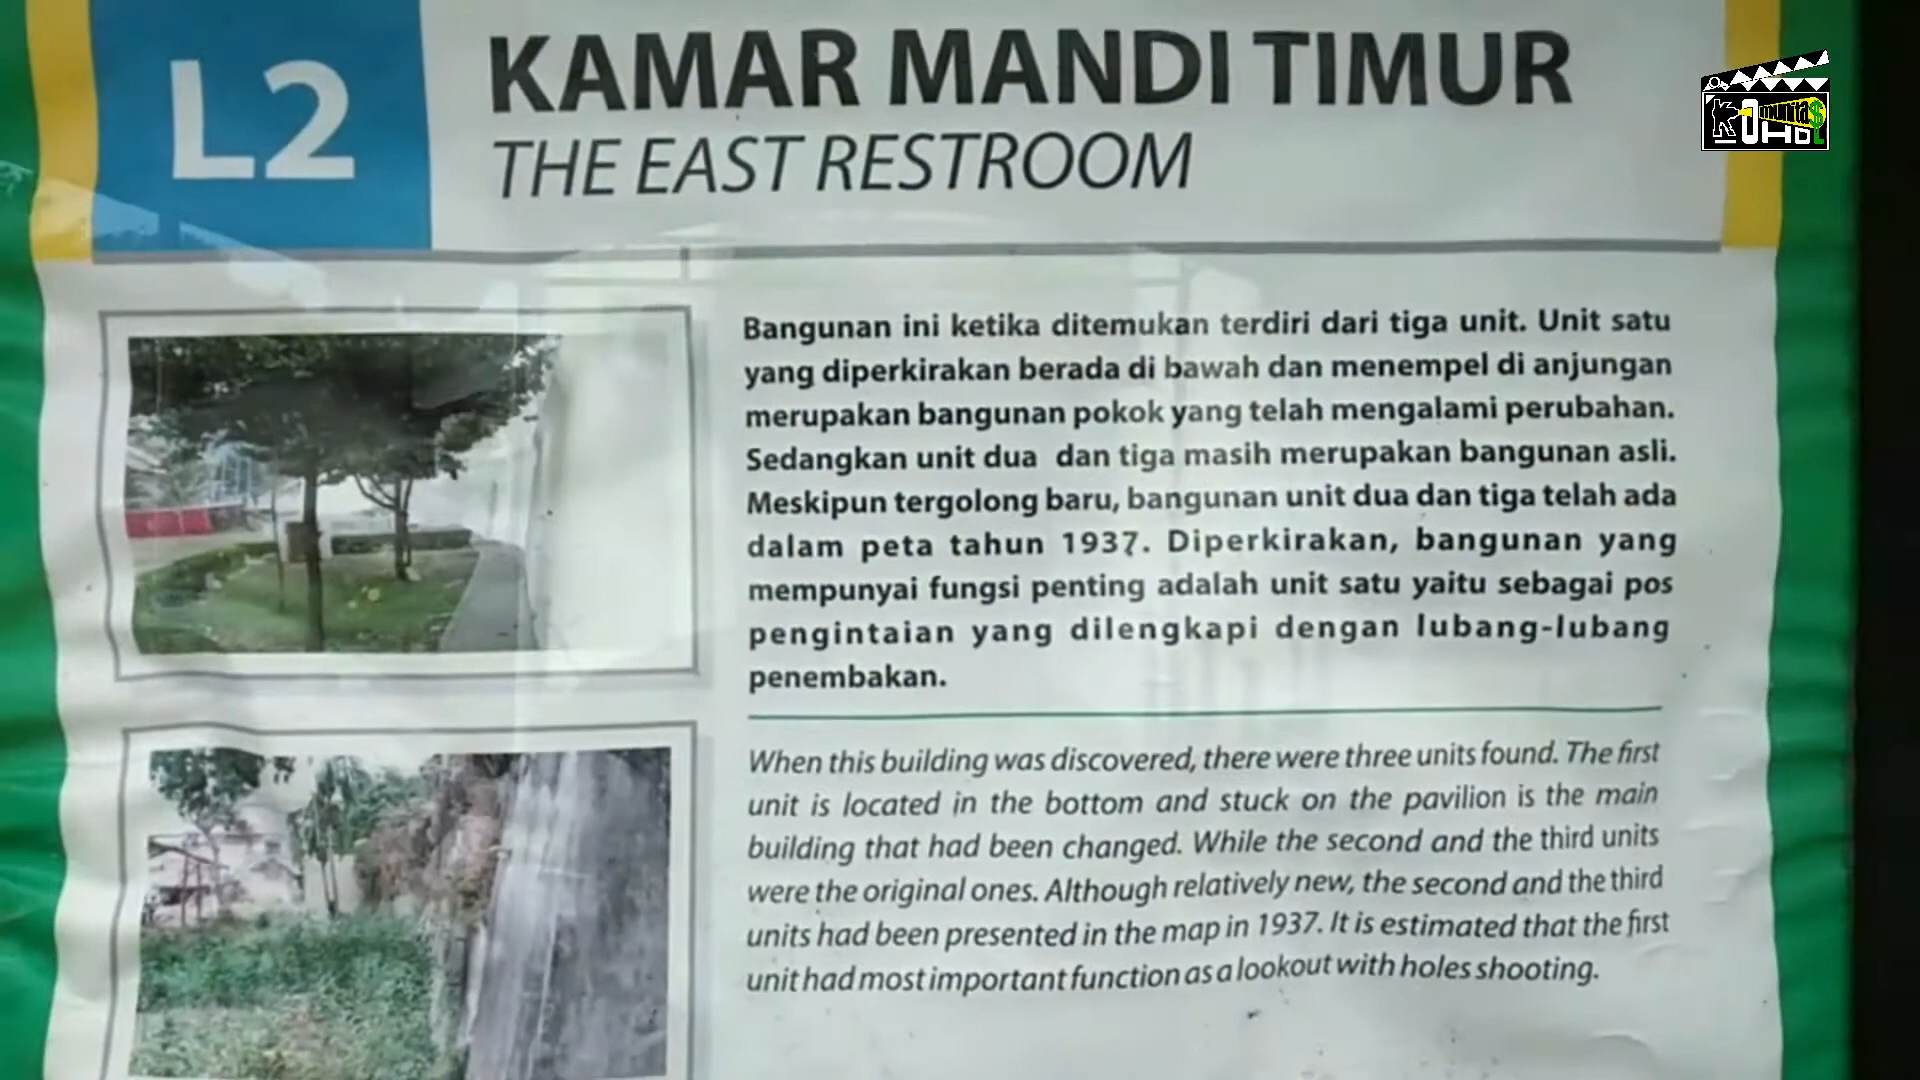 L2
KAMAR MANDI TIMUR
THE EAST RESTROOM
Bangunan ini ketika ditemukan terdiri dari tiga unit. Unit satu
yang diperkirakan berada di bawah dan menempel di anjungan
merupakan bangunan pokok yang telah mengalami perubahan.
Sedangkan unit dua dan tiga masih merupakan bangunan asli.
Meskipun tergolong baru, bangunan unit dua dan tiga telah ada
dalam peta tahun 1937. Diperkirakan, bangunan yang
mempunyai fungsi penting adalah unit satu yaitu sebagai pos
pengintaian yang dilengkapi dengan lubang-lubang
penembakan.
When this building was discovered, there were three units found. The first
unit is located in the bottom and stuck on the pavilion is the main
building that had been changed. While the second and the third units
were the original ones. Although relatively new, the second and the third
units had been presented in the map in 1937. It is estimated that the first
unit had most important function as a lookout with holes shooting.